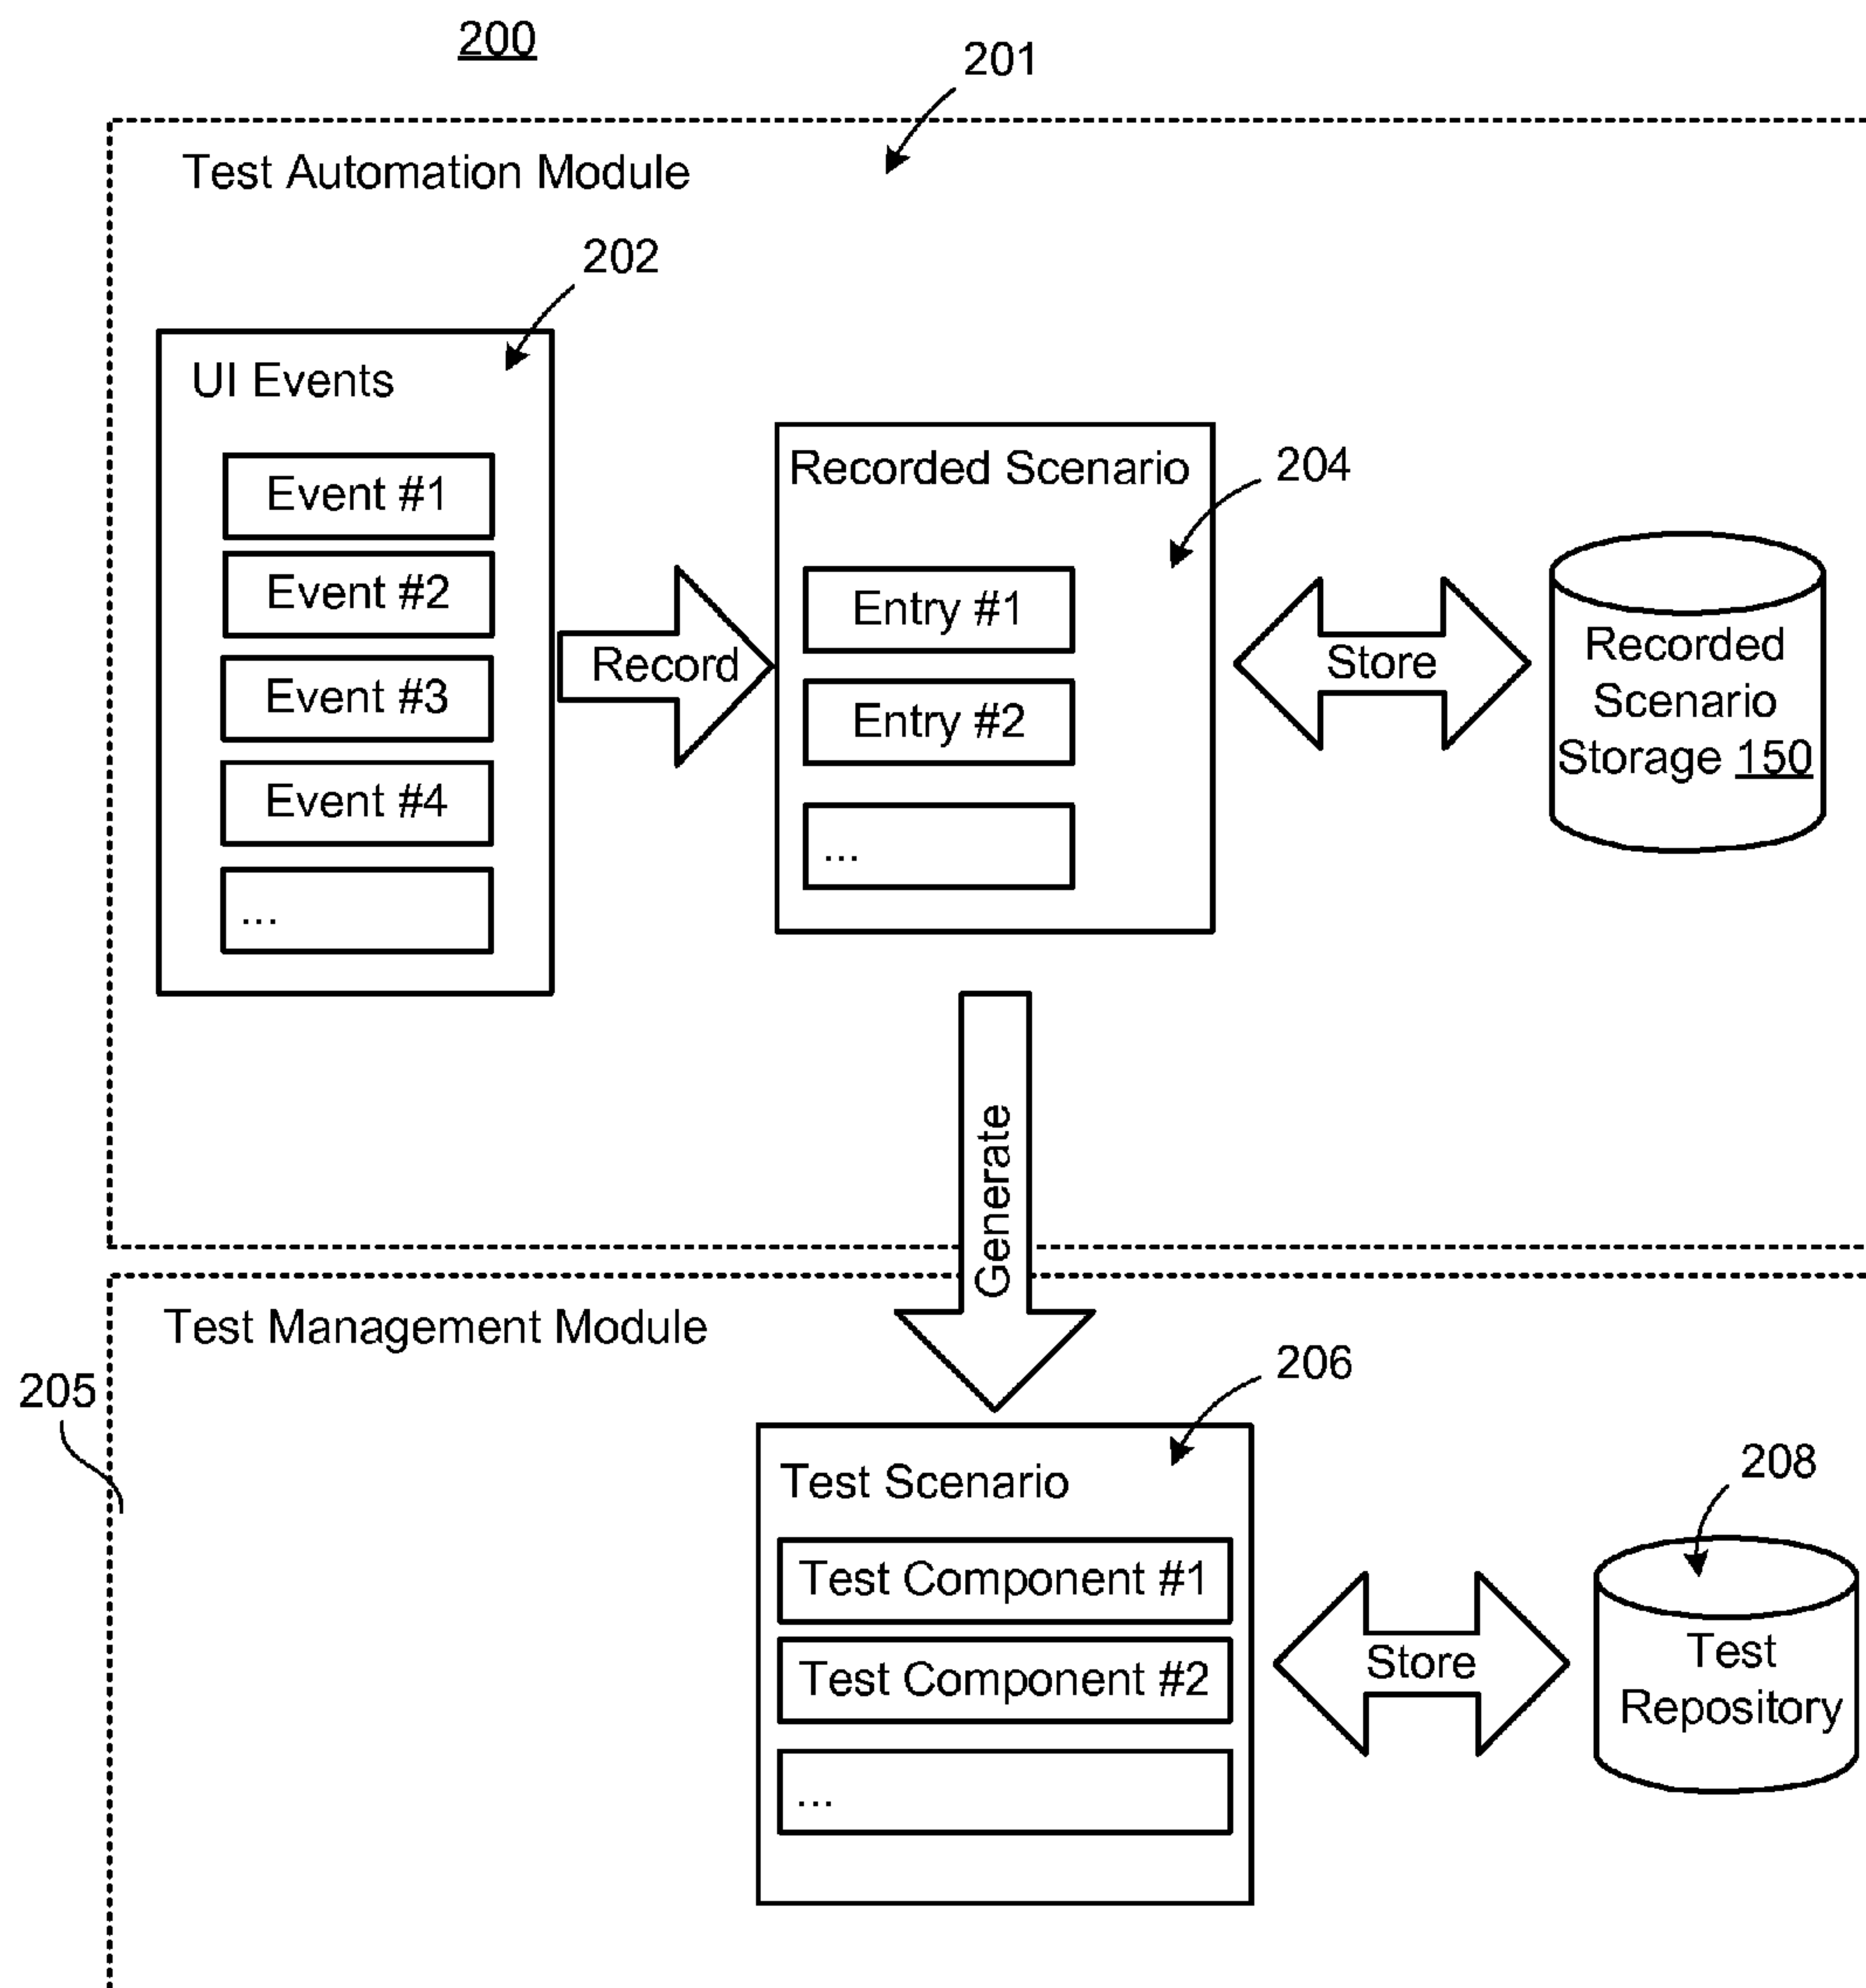 200
201
Test Automation Module
202
UI Events
Event #1
Event #2
Event #3
Event #4
...
Record
Recorded Scenario
204
Entry #1
Entry #2
...
Store
Recorded
Scenario
Storage 150
Generate
Test Management Module
205
206
Test Scenario
Test Component #1
Test Component #2
...
Store
208
Test
Repository